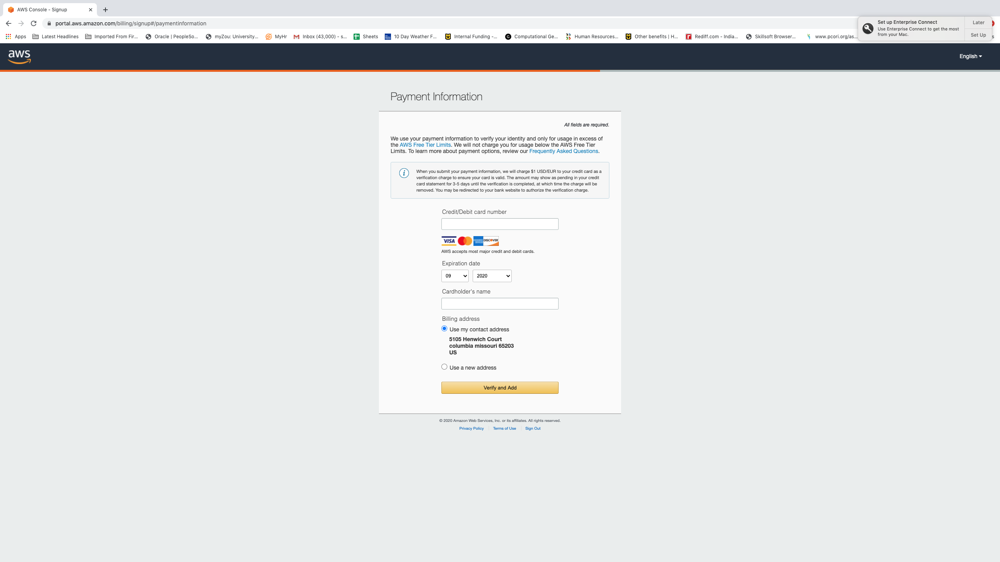 AWS Console - Signup
portal.aws.amazon.com/billing/signup#/paymentinformation
Set up Enterprise Connect
Use Enterprise Connect to get the most
from your Mac.
Later
Set Up
Apps
Latest Headlines
Imported From Fir...
Oracle | PeopleSo...
myZou: University...
MyHr
Inbox (43,000) - s...
Sheets
10 Day Weather F...
Internal Funding -...
Computational Ge...
Human Resources...
Other benefits | H...
Rediff.com - India...
Skillsoft Browser...
www.pcori.org/as...
aws
English
Payment Information
All fields are required.
We use your payment information to verify your identity and only for usage in excess of
the AWS Free Tier Limits. We will not charge you for usage below the AWS Free Tier
Limits. To learn more about payment options, review our Frequently Asked Questions.
i
When you submit your payment information, we will charge $1 USD/EUR to your credit card as a
verification charge to ensure your card is valid. The amount may show as pending in your credit
card statement for 3-5 days until the verification is completed, at which time the charge will be
removed. You may be redirected to your bank website to authorize the verification charge.
Credit/Debit card number
VISA
DISCOVER
AWS accepts most major credit and debit cards.
Expiration date
09 2020
Cardholder's name
Billing address
Use my contact address
5105 Henwich Court
columbia missouri 65203
US
Use a new address
Verify and Add
© 2020 Amazon Web Services, Inc. or its affiliates. All rights reserved.
Privacy Policy
Terms of Use
Sign Out